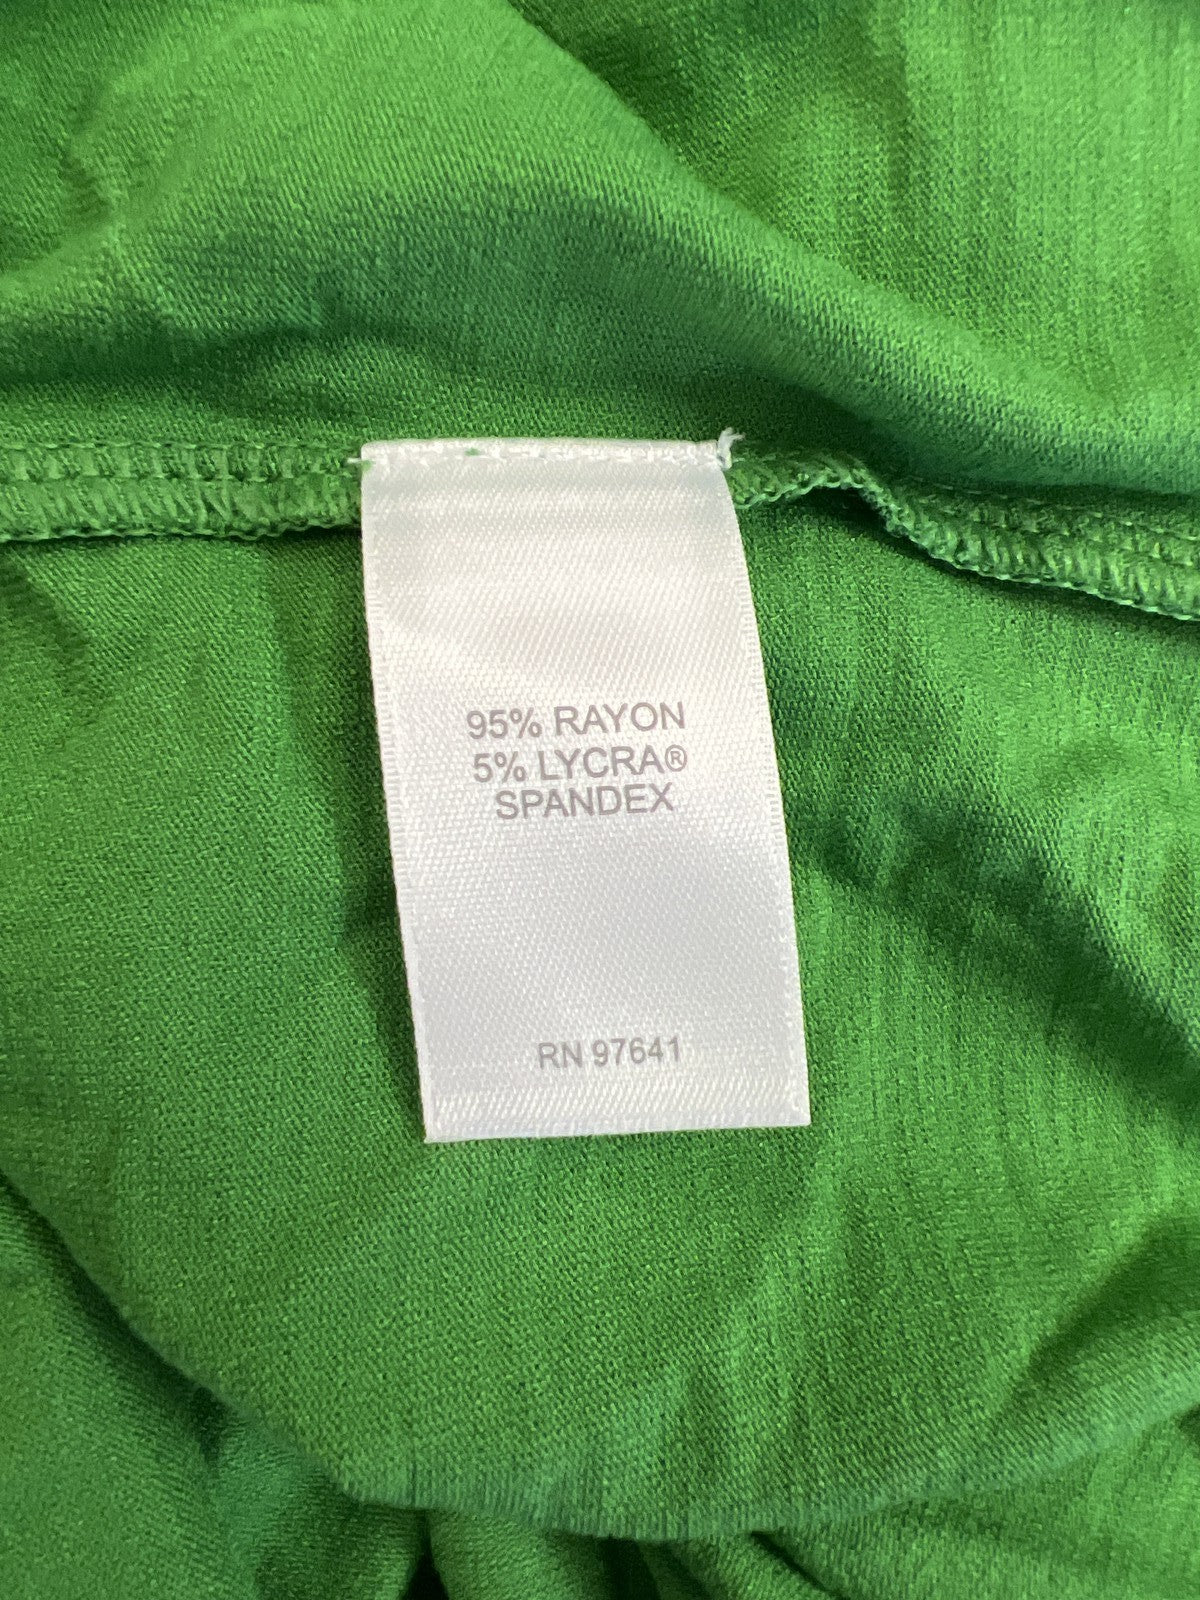 95% RAYON
5% LYCRA®
SPANDEX
RN 97641